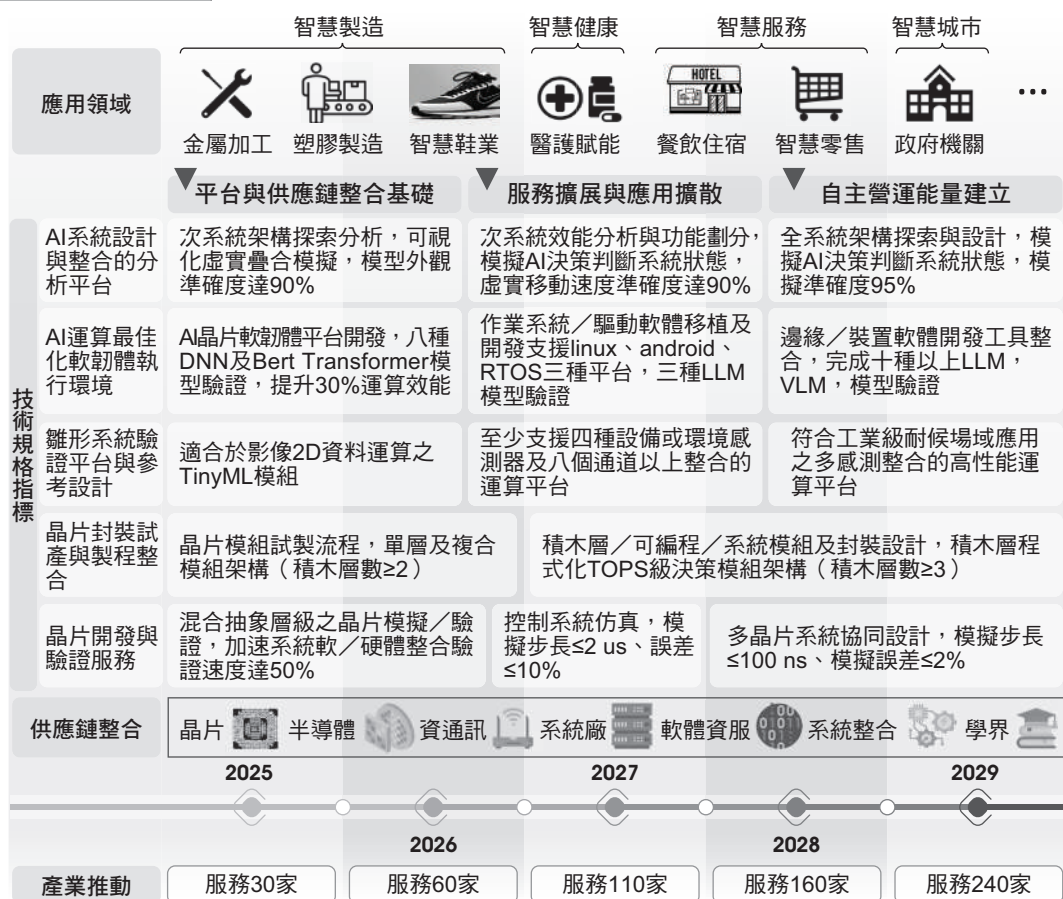 智慧製造
智慧健康
智慧服務
智慧城市
應用領域
HOTEL
...
金屬加工
塑膠製造
智慧鞋業
醫護賦能
餐飲住宿
智慧零售
政府機關
平台與供應鏈整合基礎
服務擴展與應用擴散
自主營運能量建立
技術規格指標
AI系統設計
與整合的分
析平台
次系統架構探索分析，可視
化虛實疊合模擬，模型外觀
準確度達90%
次系統效能分析與功能劃分，
模擬AI決策判斷系統狀態，
虛實移動速度準確度達90%
全系統架構探索與設計，模
擬AI決策判斷系統狀態，模
擬準確度95%
AI運算最佳
化軟韌體執
行環境
AI晶片軟韌體平台開發，八種
DNN及Bert Transformer模
型驗證，提升30%運算效能
作業系統／驅動軟體移植及
開發支援linux、android、
RTOS三種平台，三種LLM
模型驗證
邊緣／裝置軟體開發工具整
合，完成十種以上LLM，
VLM，模型驗證
雛形系統驗
證平台與參
考設計
適合於影像2D資料運算之
TinyML模組
至少支援四種設備或環境感
測器及八個通道以上整合的
運算平台
符合工業級耐候場域應用
之多感測整合的高性能運
算平台
晶片封裝試
產與製程整
合
晶片模組試製流程，單層及複合
模組架構（積木層數≥2）
積木層／可編程／系統模組及封裝設計，積木層程
式化TOPS級決策模組架構（積木層數≥3）
晶片開發與
驗證服務
混合抽象層級之晶片模擬／驗
證，加速系統軟／硬體整合驗
證速度達50%
控制系統仿真，模
擬步長≤2 us、誤差
≤10%
多晶片系統協同設計，模擬步長
≤100 ns、模擬誤差≤2%
供應鏈整合
晶片
半導體
資通訊
系統廠
軟體資服
系統整合
學界
2025
2027
2029
2026
2028
產業推動
服務30家
服務60家
服務110家
服務160家
服務240家